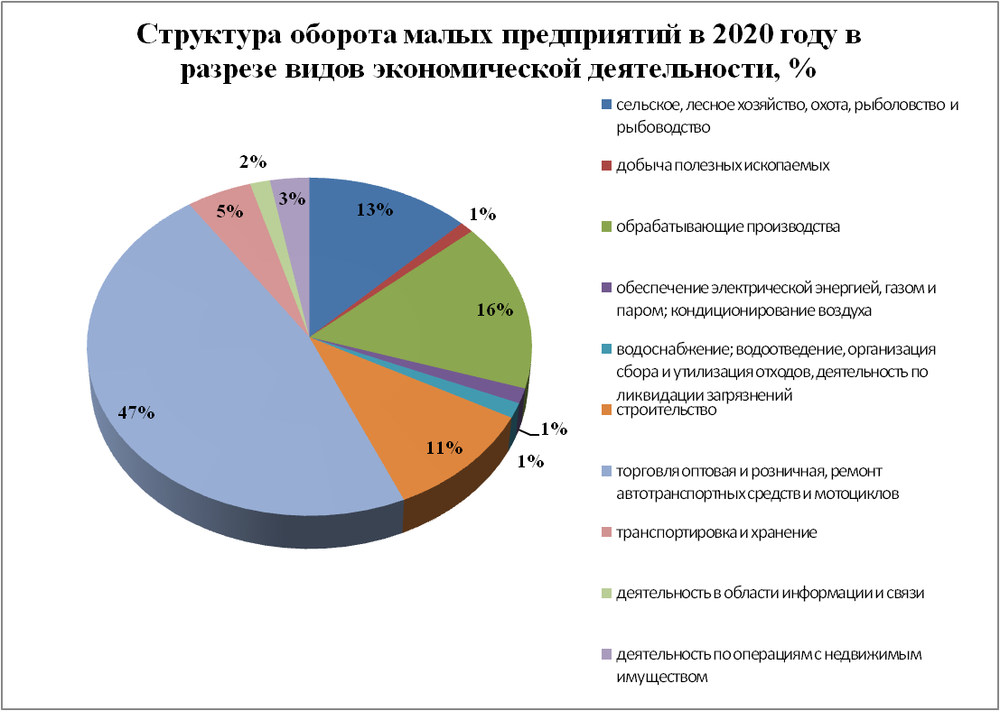 Структура оборота малых предприятий в 2020 году в
разрезе видов экономической деятельности, %
сельское, лесное хозяйство, охота, рыболовство и
рыбоводство
добыча полезных ископаемых
обрабатывающие производства
обеспечение электрической энергией, газом и
паром; кондиционирование воздуха
водоснабжение; водоотведение, организация
сбора и утилизация отходов, деятельность по
ликвидации загрязнений
строительство
торговля оптовая и розничная, ремонт
автотранспортных средств и мотоциклов
транспортировка и хранение
деятельность в области информации и связи
деятельность по операциям с недвижимым
имуществом
13%
1%
16%
1%
1%
11%
47%
5%
2%
3%